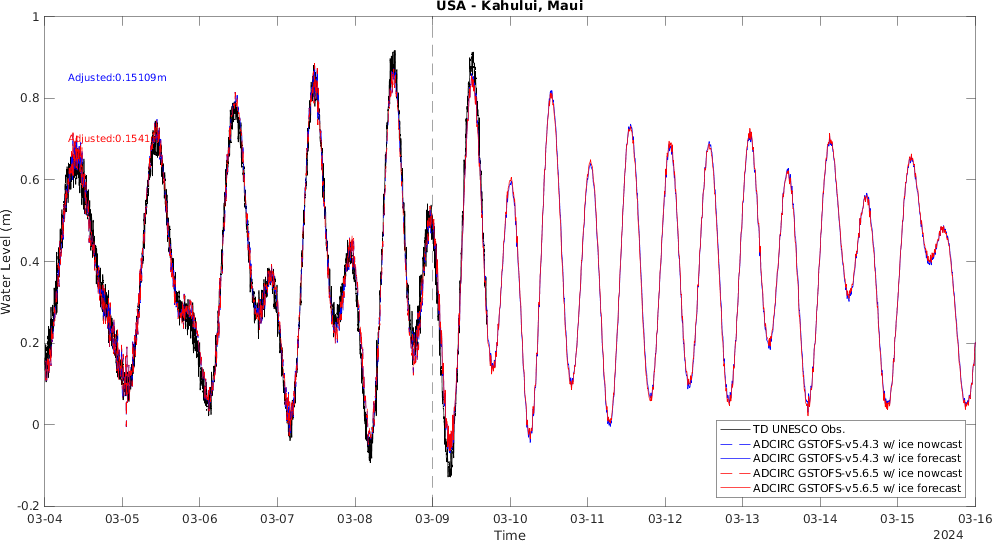 USA - Kahului, Maui
1
0.8
0.6
0.4
0.2
0
-0.2
Water Level (m)
Adjusted:0.15109m
Adjusted:0.1541
TD UNESCO Obs.
ADCIRC GSTOFS-v5.4.3 w/ ice nowcast
ADCIRC GSTOFS-v5.4.3 w/ ice forecast
ADCIRC GSTOFS-v5.6.5 w/ ice nowcast
ADCIRC GSTOFS-v5.6.5 w/ ice forecast
03-04 03-05 03-06 03-07 03-08 03-09 03-10 03-11 03-12 03-13 03-14 03-15 03-16
Time
2024